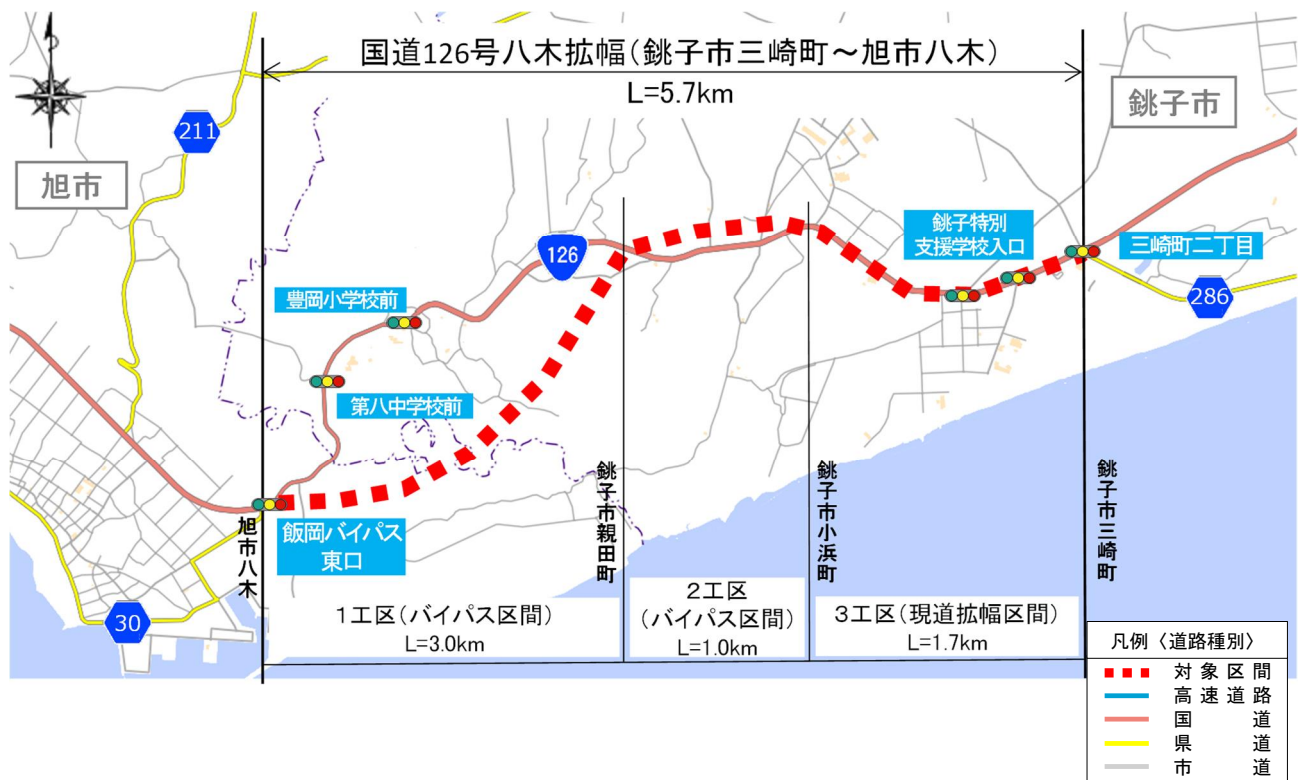 国道126号八木拡幅(銚子市三崎町～旭市八木)
L=5.7km
銚子市
211
旭市
銚子特別
支援学校入口
三崎町二丁目
126
286
豊岡小学校前
第八中学校前
飯岡バイパス
東口
旭市八木
銚子市親田町
銚子市小浜町
銚子市三崎町
30
1工区(バイパス区間)
L=3.0km
2工区
(バイパス区間)
L=1.0km
3工区(現道拡幅区間)
L=1.7km
凡例〈道路種別〉
対象区間
高速道路
国道
県道
市道